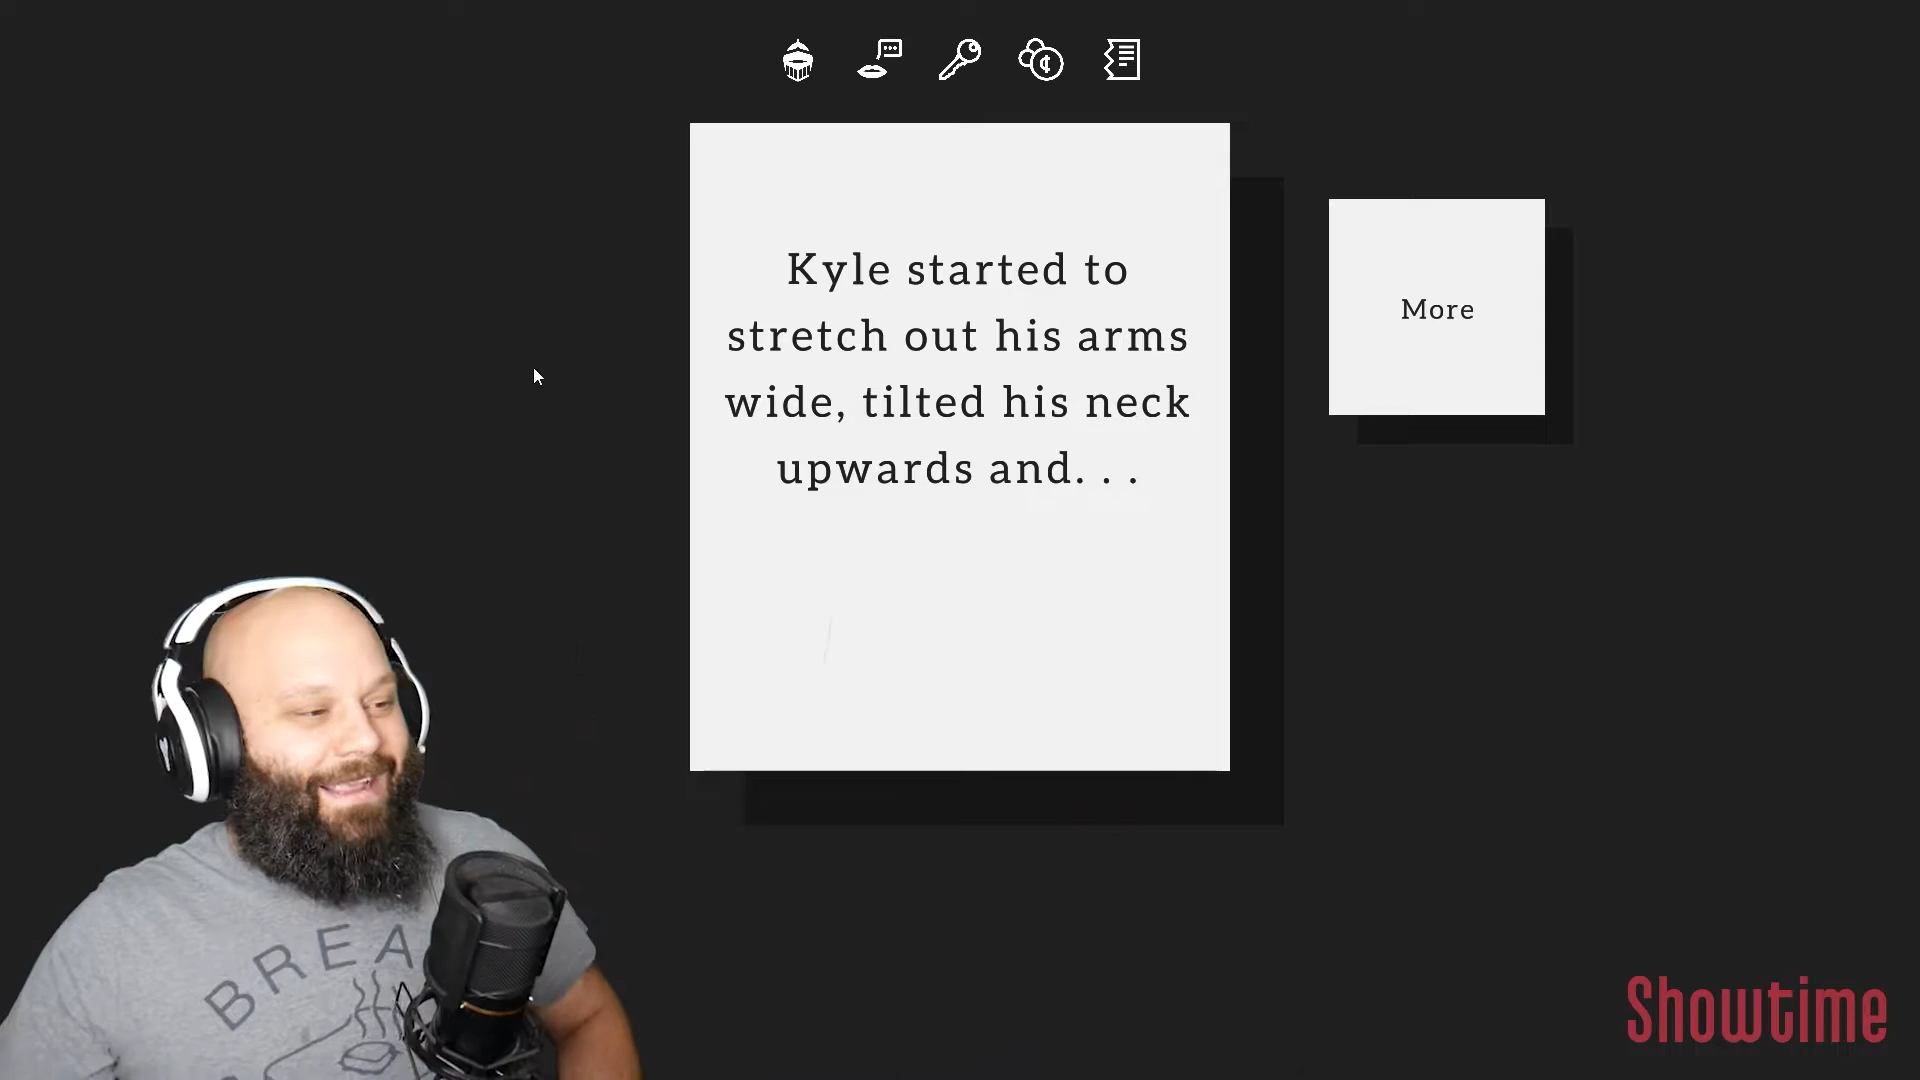 Kyle started to
stretch out his arms
wide, tilted his neck
upwards and. . .
More
BREA
Showtime